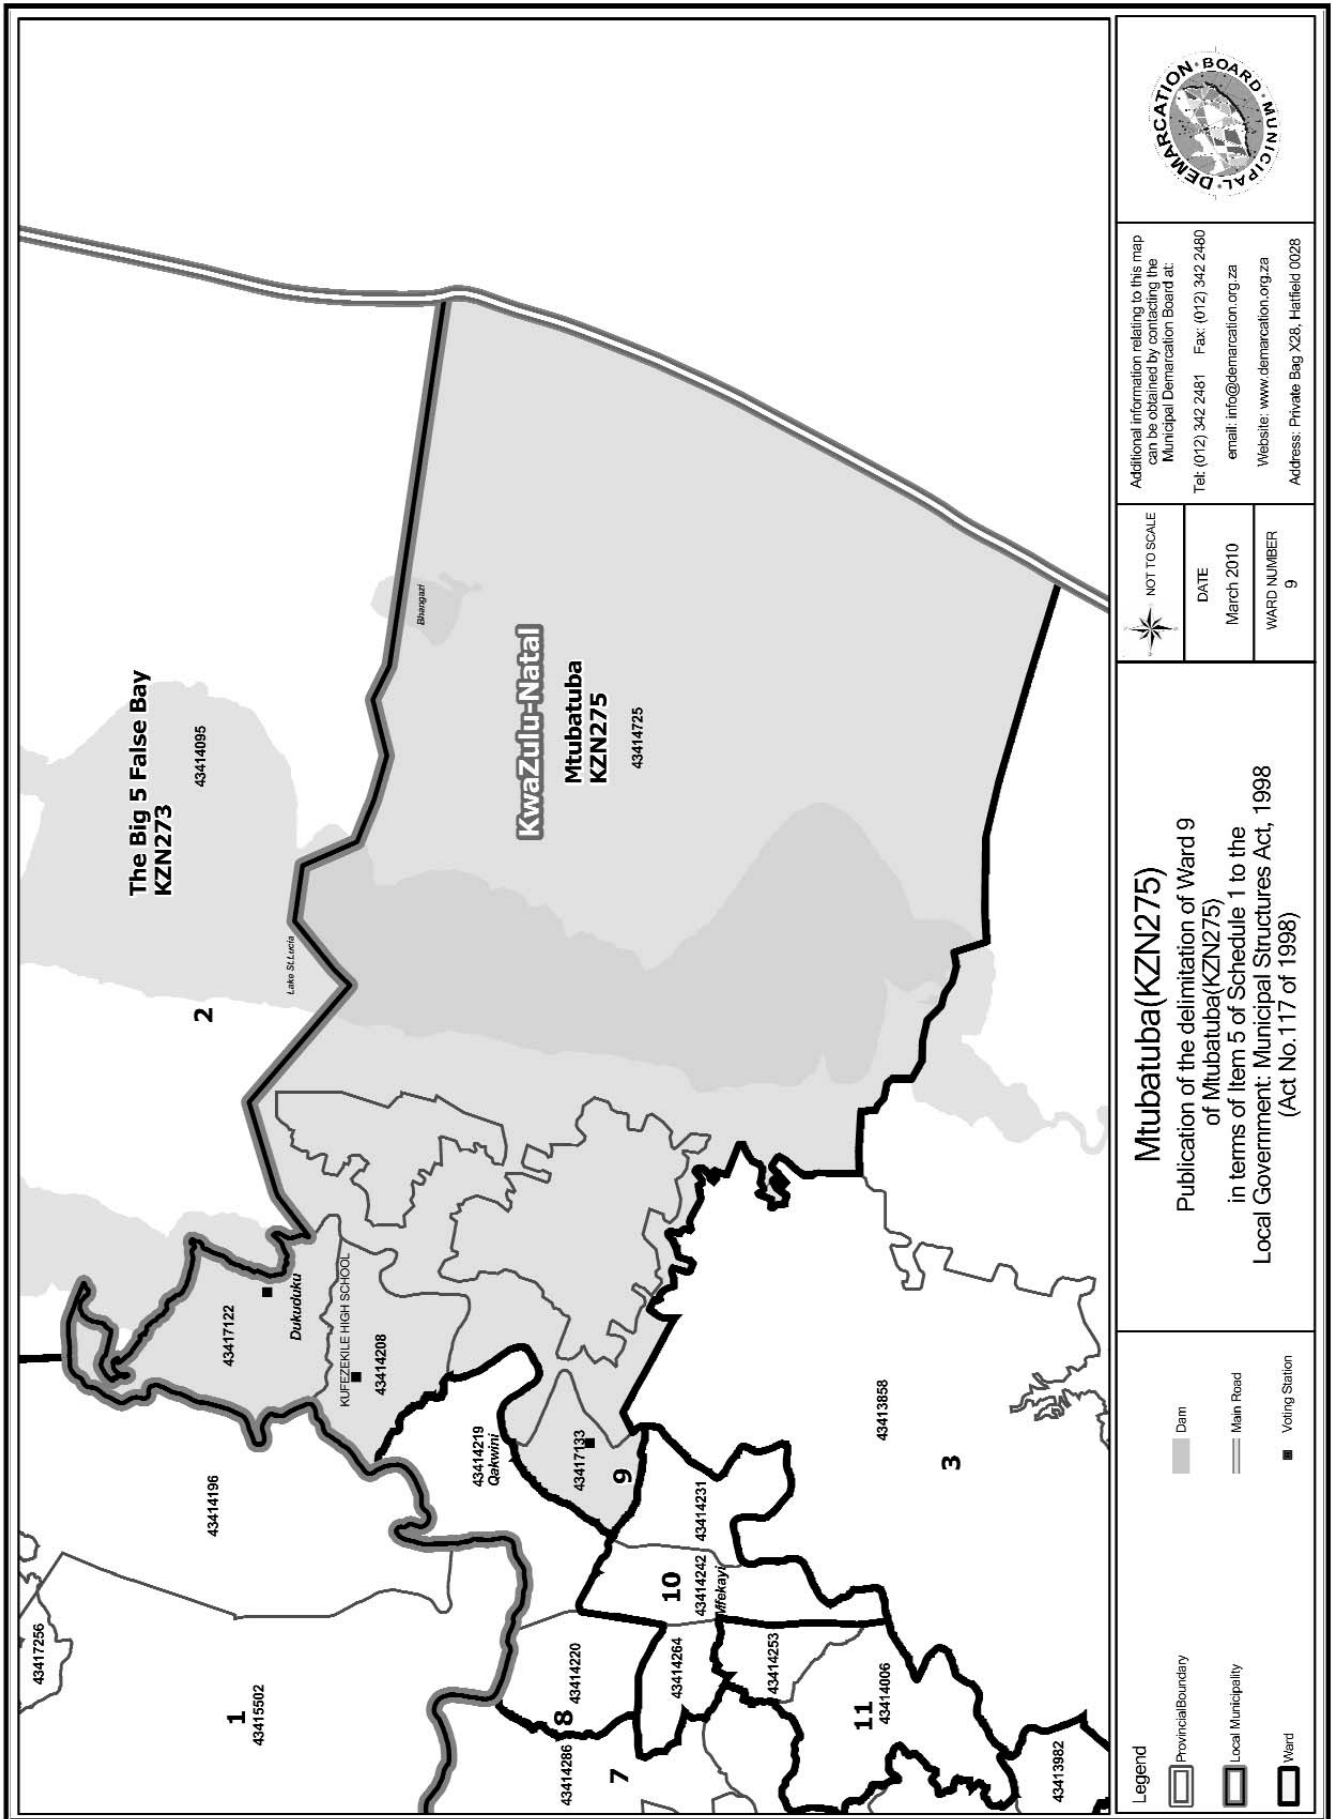 The Big 5 False Bay
KZN273
43414095
2
Lake St.Lucia
Bhangazi
KwaZulu-Natal
Mtubatuba
KZN275
43414725
43417256
1
43415502
43414196
43417122
Dukuduku
KUFEZEKILE HIGH SCHOOL
43414208
43414219
Qakwini
43417133
9
43414220
8
43414286
7
10
43414242
Mfekayi
43414231
43414264
43414253
11
43414006
43413982
43413858
3
Legend
ProvincialBoundary
Local Municipality
Ward
Dam
Main Road
Voting Station
Mtubatuba(KZN275)
Publication of the delimitation of Ward 9
of Mtubatuba(KZN275)
in terms of Item 5 of Schedule 1 to the
Local Government: Municipal Structures Act, 1998
(Act No.117 of 1998)
NOT TO SCALE
DATE
March 2010
WARD NUMBER
9
Additional information relating to this map
can be obtained by contacting the
Municipal Demarcation Board at:
Tel: (012) 342 2481 Fax: (012) 342 2480
email: info@demarcation.org.za
Website: www.demarcation.org.za
Address: Private Bag X28, Hatfield 0028
MUNICIPAL DEMARCATION BOARD